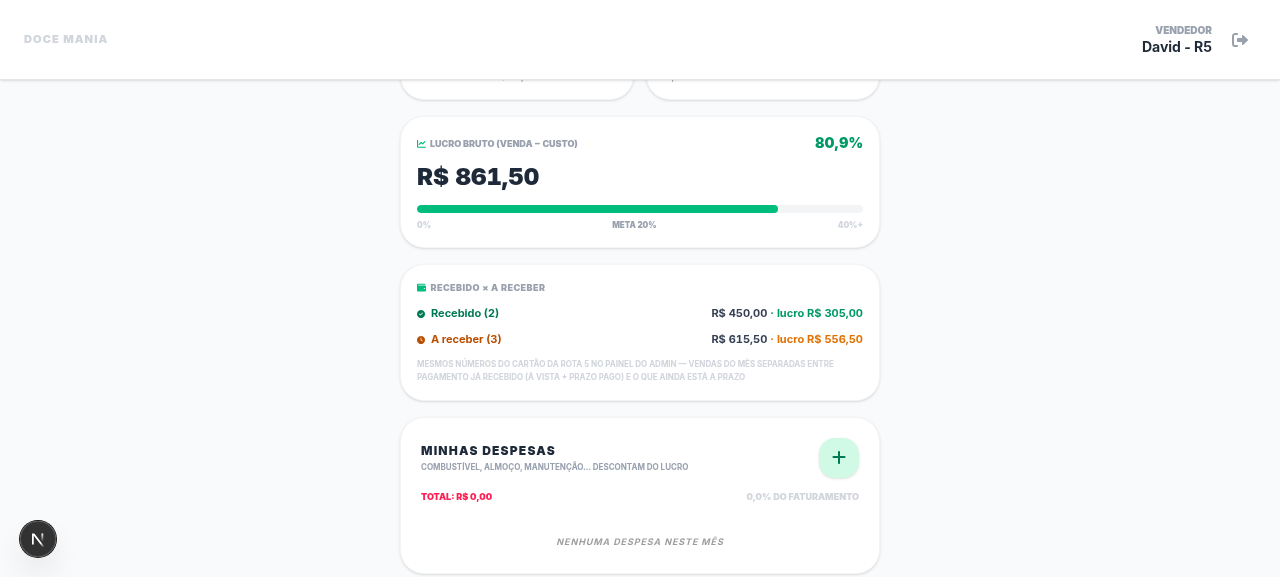 DOCE MANIA
VENDEDOR
David - R5
LUCRO BRUTO (VENDA − CUSTO)
80,9%
R$ 861,50
0%
META 20%
40%+
RECEBIDO × A RECEBER
Recebido (2)
R$ 450,00 · lucro R$ 305,00
A receber (3)
R$ 615,50 · lucro R$ 556,50
MESMOS NÚMEROS DO CARTÃO DA ROTA 5 NO PAINEL DO ADMIN — VENDAS DO MÊS SEPARADAS ENTRE
PAGAMENTO JÁ RECEBIDO (À VISTA + PRAZO PAGO) E O QUE AINDA ESTÁ A PRAZO
MINHAS DESPESAS
COMBUSTÍVEL, ALMOÇO, MANUTENÇÃO... DESCONTAM DO LUCRO
TOTAL: R$ 0,00
0,0% DO FATURAMENTO
NENHUMA DESPESA NESTE MÊS